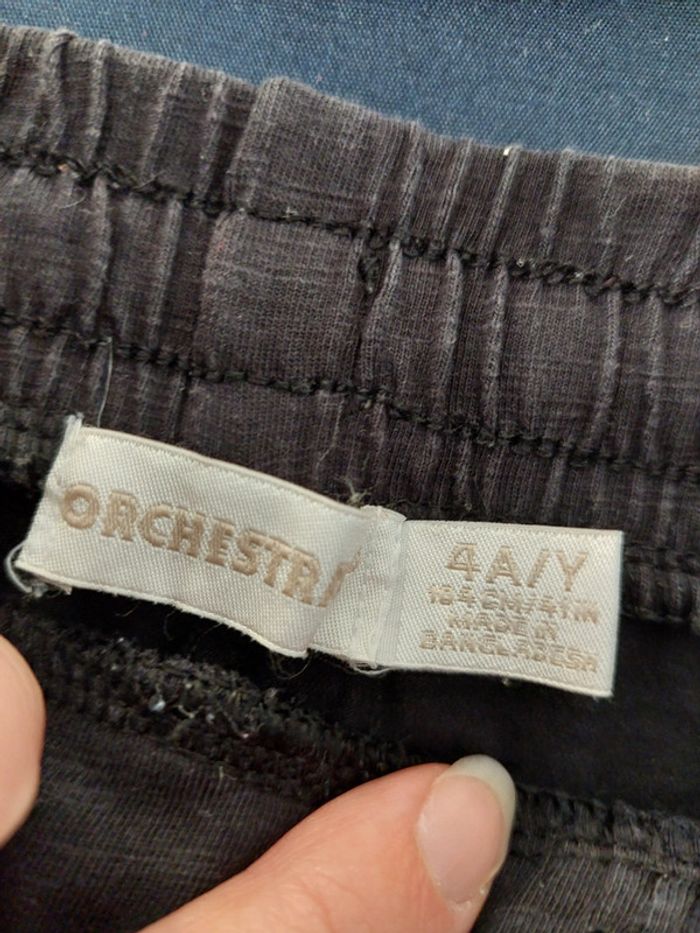 ORCHESTRA
4A/Y
104CM/41IN
MADE IN
BANGLADESH